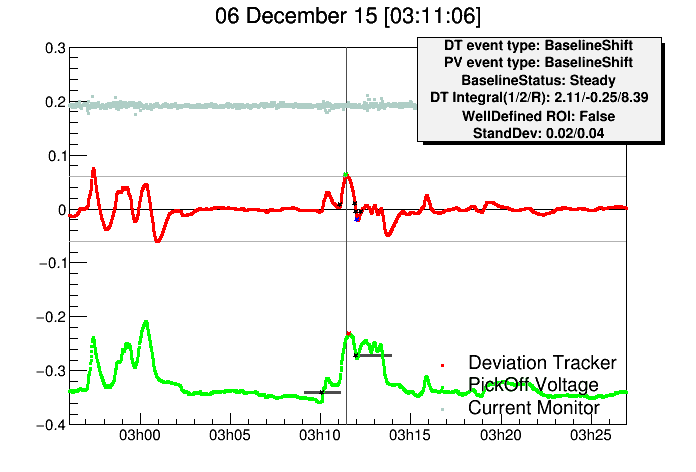 06 December 15 [03:11:06]
DT event type: BaselineShift
PV event type: BaselineShift
BaselineStatus: Steady
DT Integral(1/2/R): 2.11/-0.25/8.39
WellDefined ROI: False
StandDev: 0.02/0.04
0.3
0.2
0.1
0
−0.1
−0.2
−0.3
−0.4
Deviation Tracker
PickOff Voltage
Current Monitor
03h00
03h05
03h10
03h15
03h20
03h25